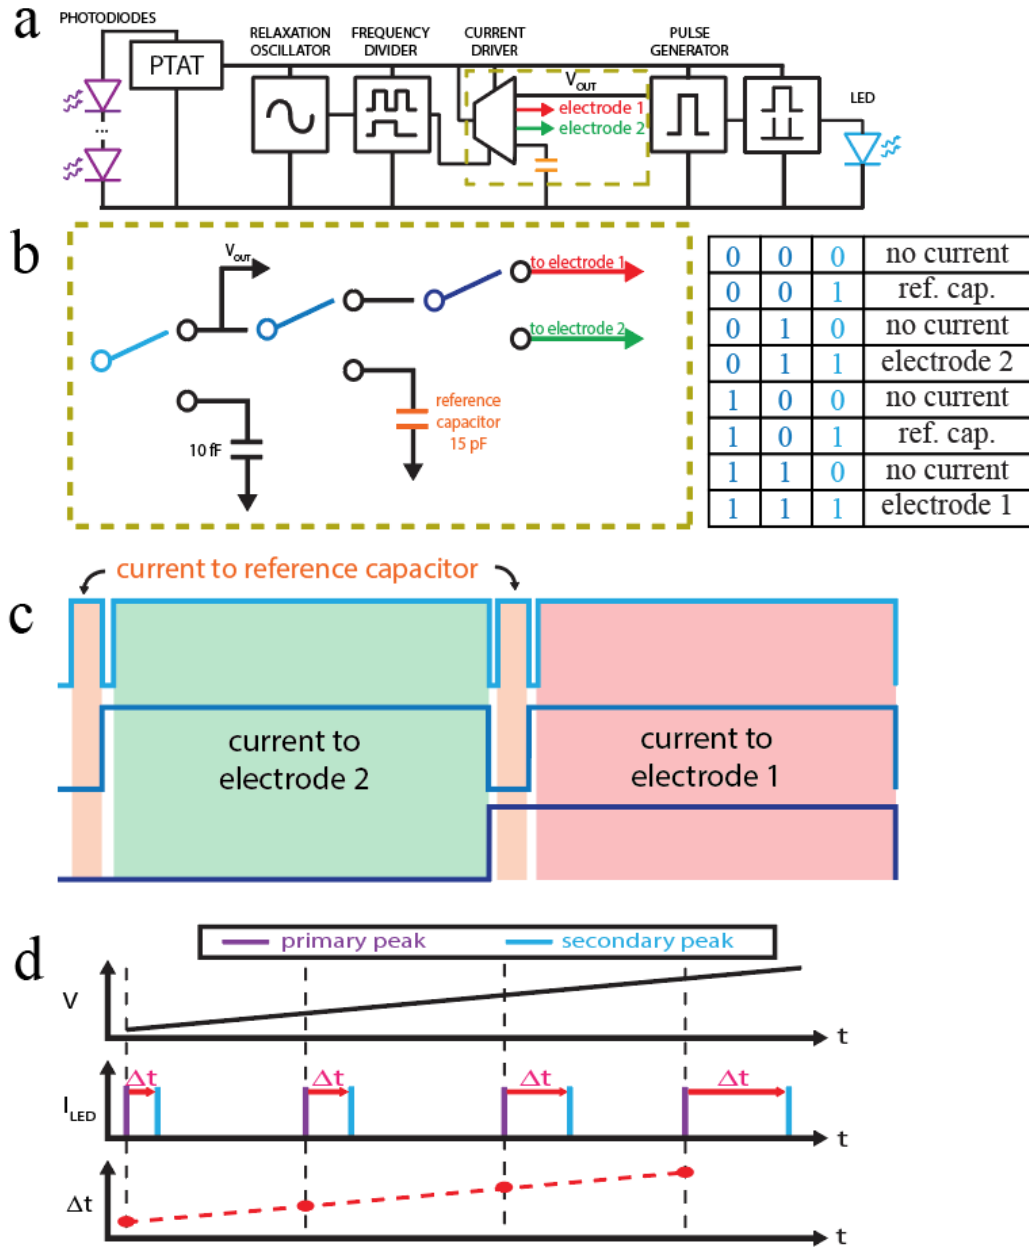 a
PHOTODIODES
PTAT
...
RELAXATION
OSCILLATOR
FREQUENCY
DIVIDER
CURRENT
DRIVER
VOUT
electrode 1
electrode 2
PULSE
GENERATOR
LED
b
VOUT
to electrode 1
to electrode 2
10 fF
reference
capacitor
15 pF
0 0 0 no current
0 0 1 ref. cap.
0 1 0 no current
0 1 1 electrode 2
1 0 0 no current
1 0 1 ref. cap.
1 1 0 no current
1 1 1 electrode 1
current to reference capacitor
c
current to
electrode 2
current to
electrode 1
d
primary peak secondary peak
V
t
Δt Δt Δt Δt
ILED
t
Δt
t